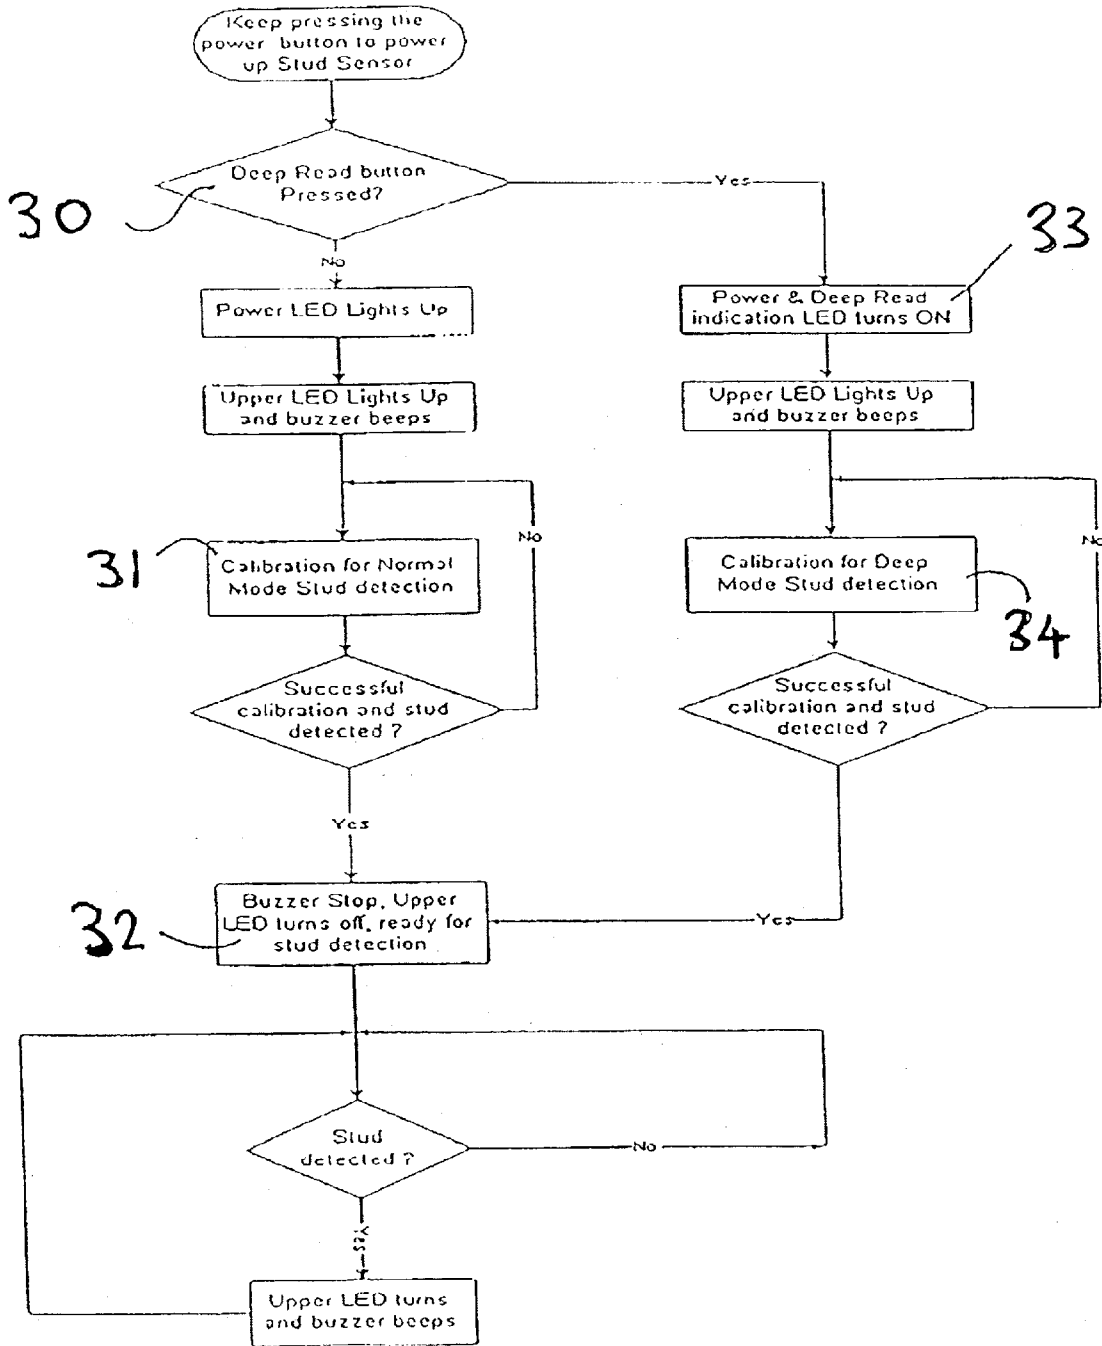 Keep pressing the
power button to power
up Stud Sensor
Deep Read button
Pressed?
30
Yes
No
33
Power LED Lights Up
Power & Deep Read
indication LED turns ON
Upper LED Lights Up
and buzzer beeps
Upper LED Lights Up
and buzzer beeps
No
No
31
Calibration for Normal
Mode Stud detection
Calibration for Deep
Mode Stud detection
34
Successful
calibration and stud
detected ?
Successful
calibration and stud
detected ?
Yes
32
Buzzer Stop, Upper
LED turns off, ready for
stud detection
Yes
Stud
detected ?
No
Yes
Upper LED turns
and buzzer beeps